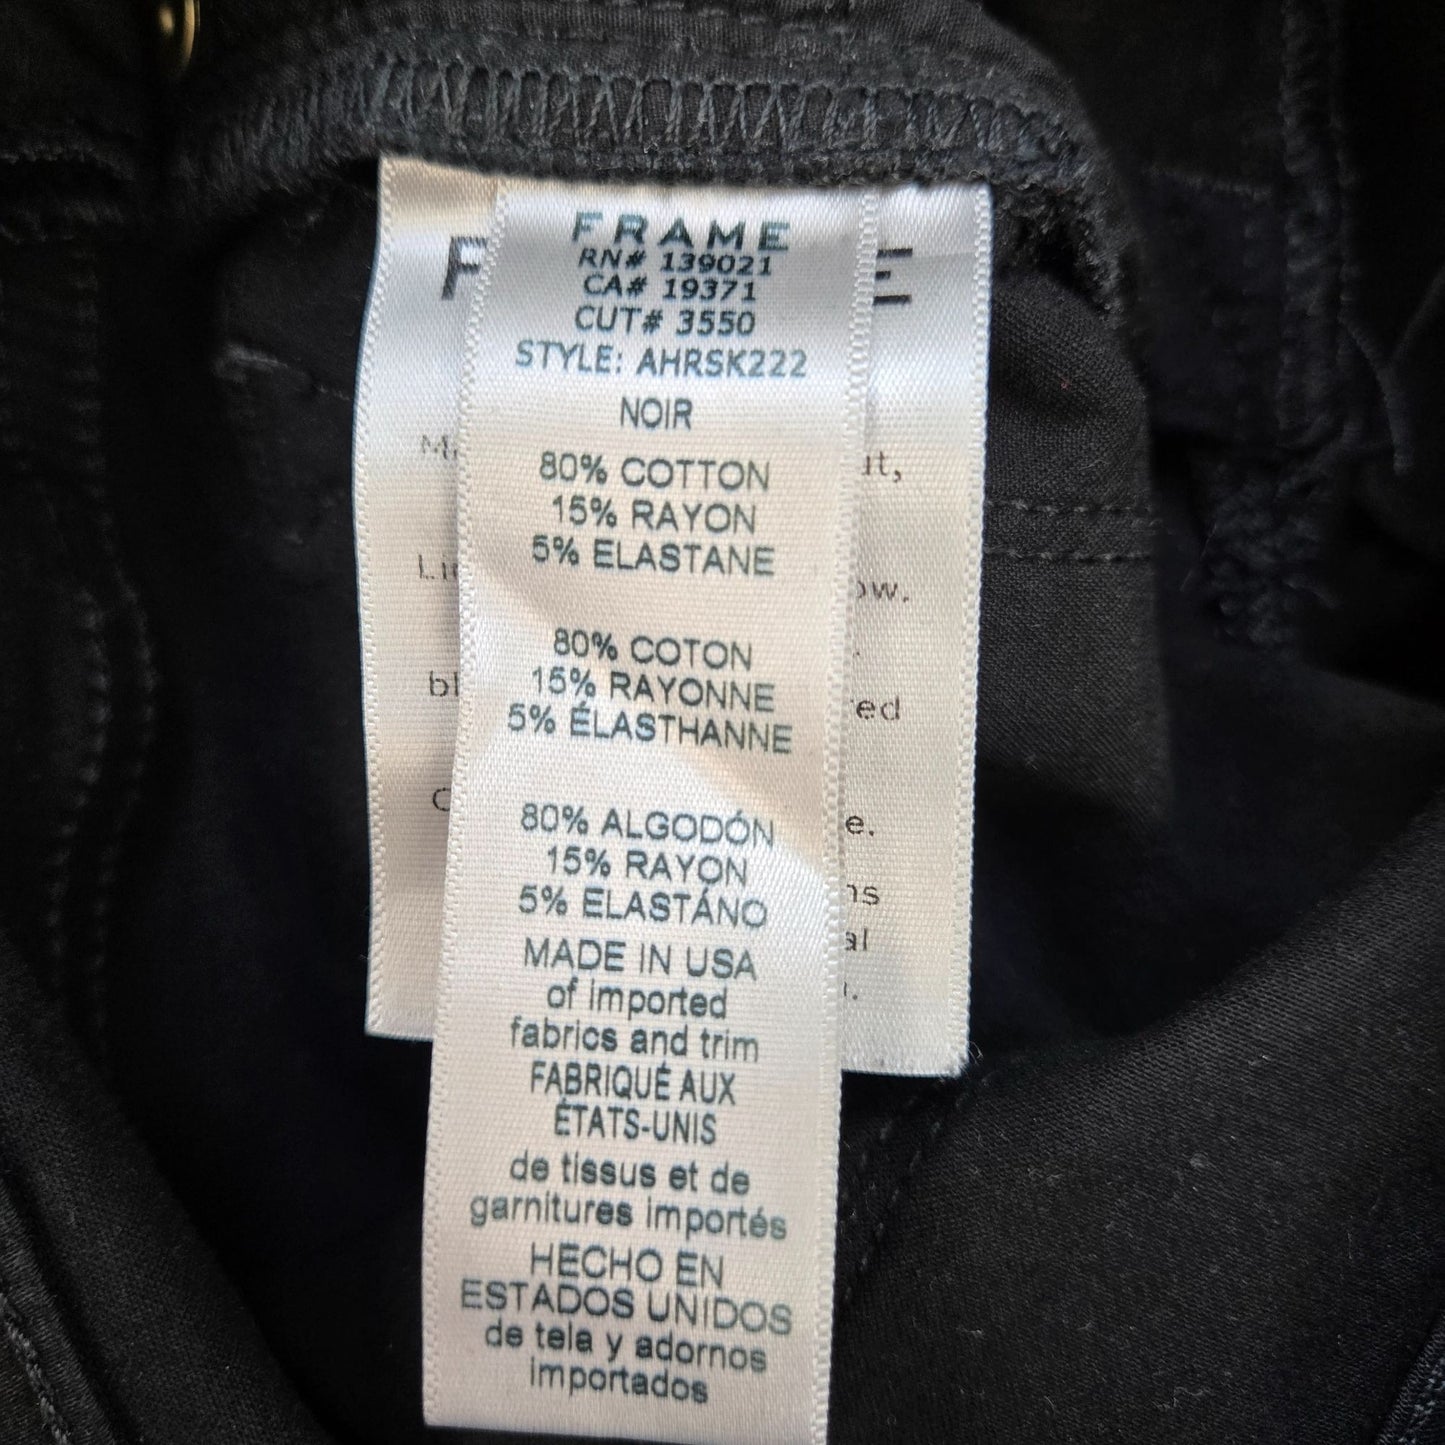 FRAME
RN# 139021
CA# 19371
CUT# 3550
STYLE: AHRSK222
NOIR
80% COTTON
15% RAYON
5% ELASTANE
80% COTON
15% RAYONNE
5% ÉLASTHANNE
80% ALGODÓN
15% RAYON
5% ELASTÁNO
MADE IN USA
of imported
fabrics and trim
FABRIQUÉ AUX
ÉTATS-UNIS
de tissus et de
garnitures importés
HECHO EN
ESTADOS UNIDOS
de tela y adornos
importados